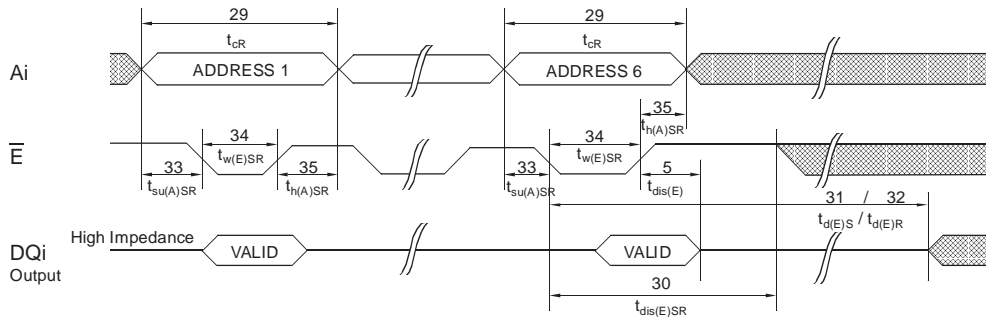 29
29
t_cR
t_cR
Ai
ADDRESS 1
ADDRESS 6
35
t_h(A)SR
E
34
34
t_w(E)SR
t_w(E)SR
33
35
33
5
t_su(A)SR
t_h(A)SR
t_su(A)SR
t_dis(E)
31 / 32
t_d(E)S / t_d(E)R
High Impedance
DQi
Output
VALID
VALID
30
t_dis(E)SR